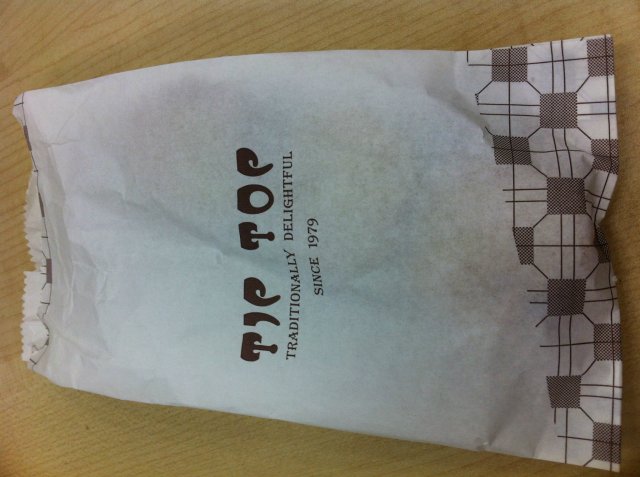 TIP TOP
TRADITIONALLY DELIGHTFUL
SINCE 1979